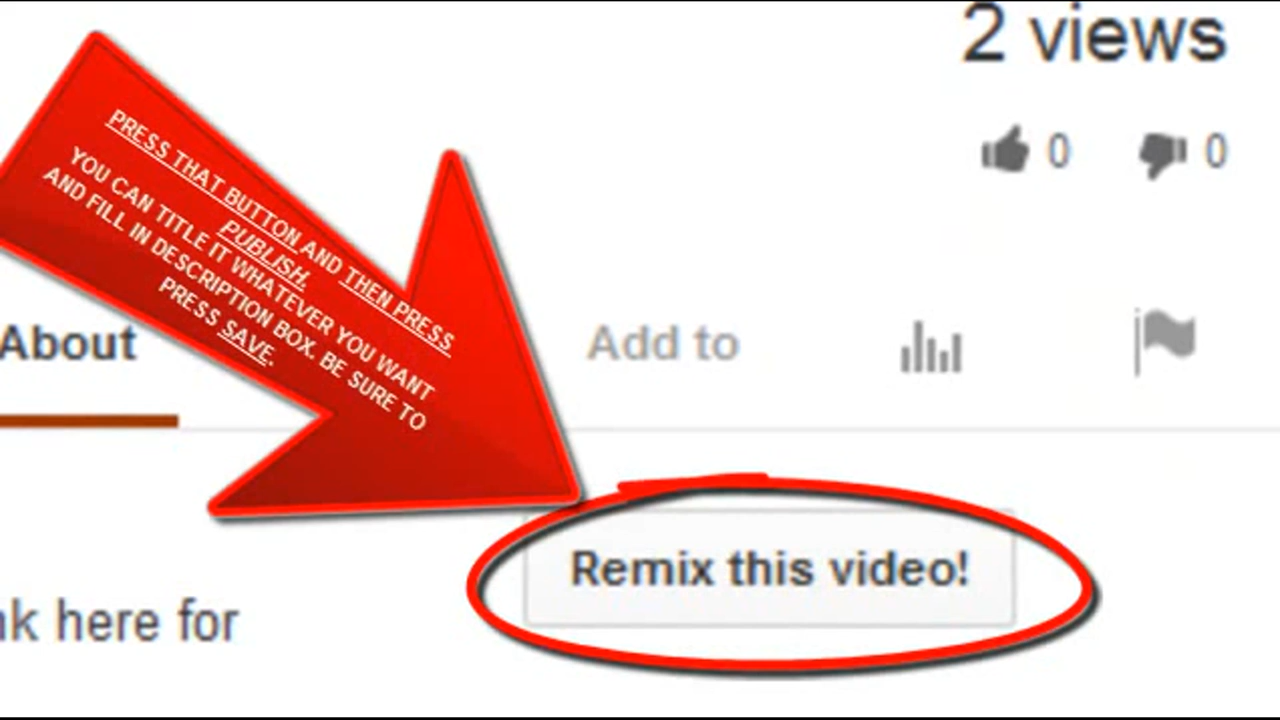 2 views
0 0
PRESS THAT BUTTON AND THEN PRESS
PUBLISH.
YOU CAN TITLE IT WHATEVER YOU WANT
AND FILL IN DESCRIPTION BOX. BE SURE TO
PRESS SAVE.
About Add to
Remix this video!
nk here for